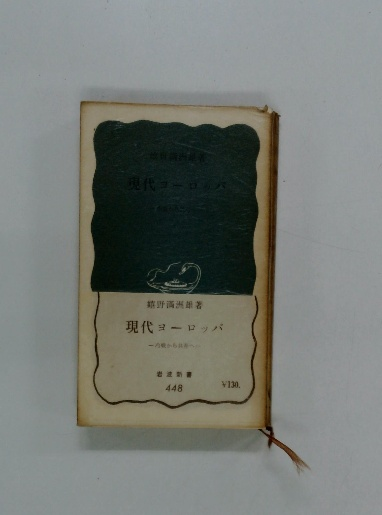 現代ヨーロッパ
嬉野満洲雄著
現代ヨーロッパ
岩波新書
448
¥130.